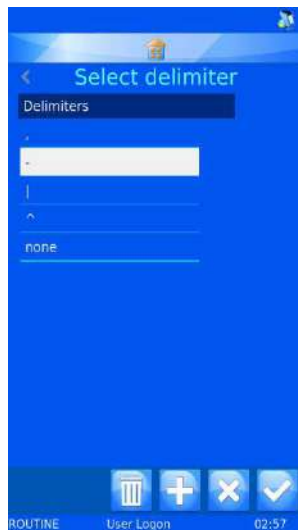 Select delimiter
Delimiters
-
|
^
none
ROUTINE User Logon 02:57